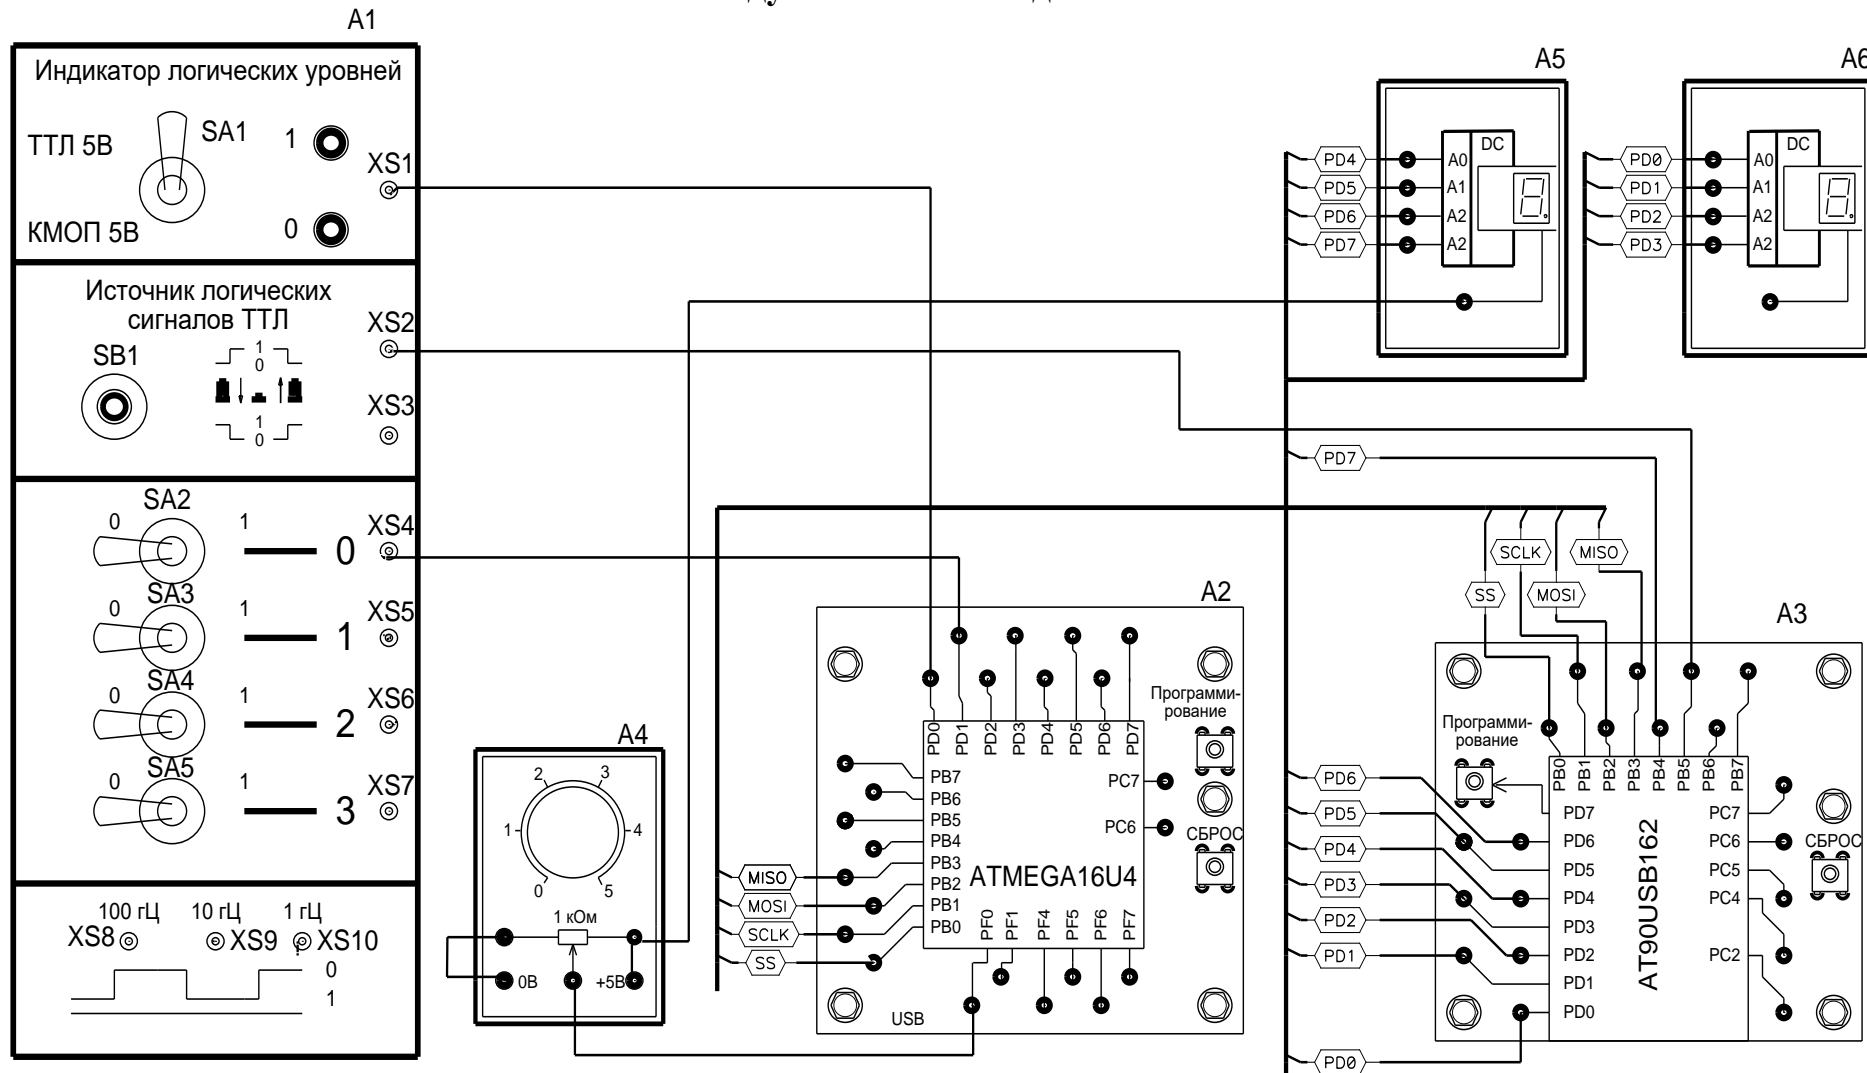 A1
Индикатор логических уровней
SA1
ТТЛ 5В
1
XS1
КМОП 5В
0
Источник логических
сигналов ТТЛ
XS2
SB1
1
0
XS3
1
0
SA2
0
1
0
XS4
SA3
0
1
1
XS5
SA4
0
1
2
XS6
SA5
0
1
3
XS7
100 гЦ
10 гЦ
1 гЦ
XS8
XS9
XS10
0
1
A4
0
1
2
3
4
5
1 кОм
0В
+5В
A2
Программи-
рование
PD0
PD1
PD2
PD3
PD4
PD5
PD6
PD7
PB7
PB6
PB5
PB4
PB3
PB2
PB1
PB0
PC7
PC6
СБРОС
ATMEGA16U4
MISO
MOSI
SCLK
SS
PF0
PF1
PF4
PF5
PF6
PF7
USB
A5
PD4
PD5
PD6
PD7
A0
A1
A2
A2
DC
A6
PD0
PD1
PD2
PD3
A0
A1
A2
A2
DC
PD7
SCLK
MISO
SS
MOSI
A3
Программи-
рование
PB0
PB1
PB2
PB3
PB4
PB5
PB6
PB7
PD6
PD5
PD4
PD3
PD2
PD1
PD0
PD7
PD6
PD5
PD4
PD3
PD2
PD1
PD0
AT90USB162
PC7
PC6
PC5
PC4
PC2
СБРОС